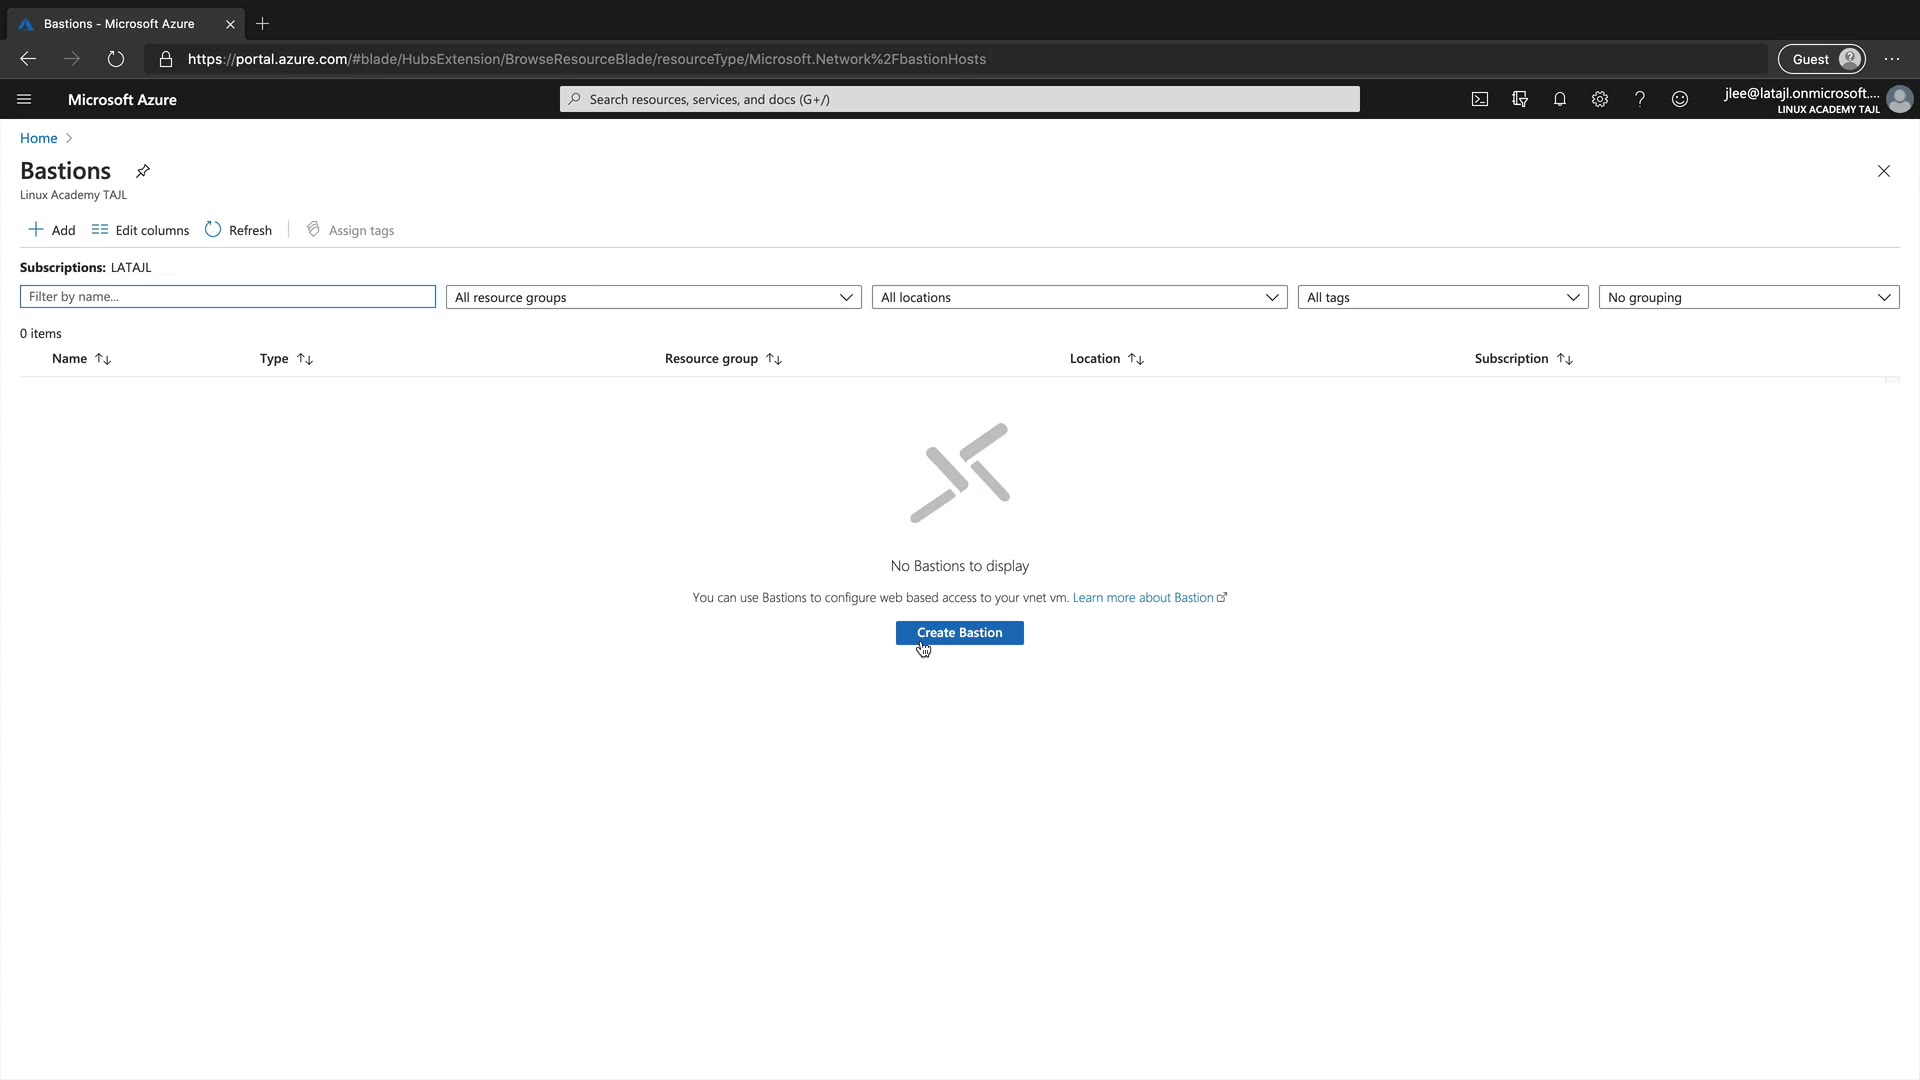 Bastions - Microsoft Azure
https://portal.azure.com/#blade/HubsExtension/BrowseResourceBlade/resourceType/Microsoft.Network%2FbastionHosts
Guest
Microsoft Azure
Search resources, services, and docs (G+/)
jlee@latajl.onmicrosoft....
LINUX ACADEMY TAJL
Home
Bastions
Linux Academy TAJL
Add
Edit columns
Refresh
Assign tags
Subscriptions: LATAJL
Filter by name...
All resource groups
All locations
All tags
No grouping
0 items
Name
Type
Resource group
Location
Subscription
No Bastions to display
You can use Bastions to configure web based access to your vnet vm. Learn more about Bastion
Create Bastion